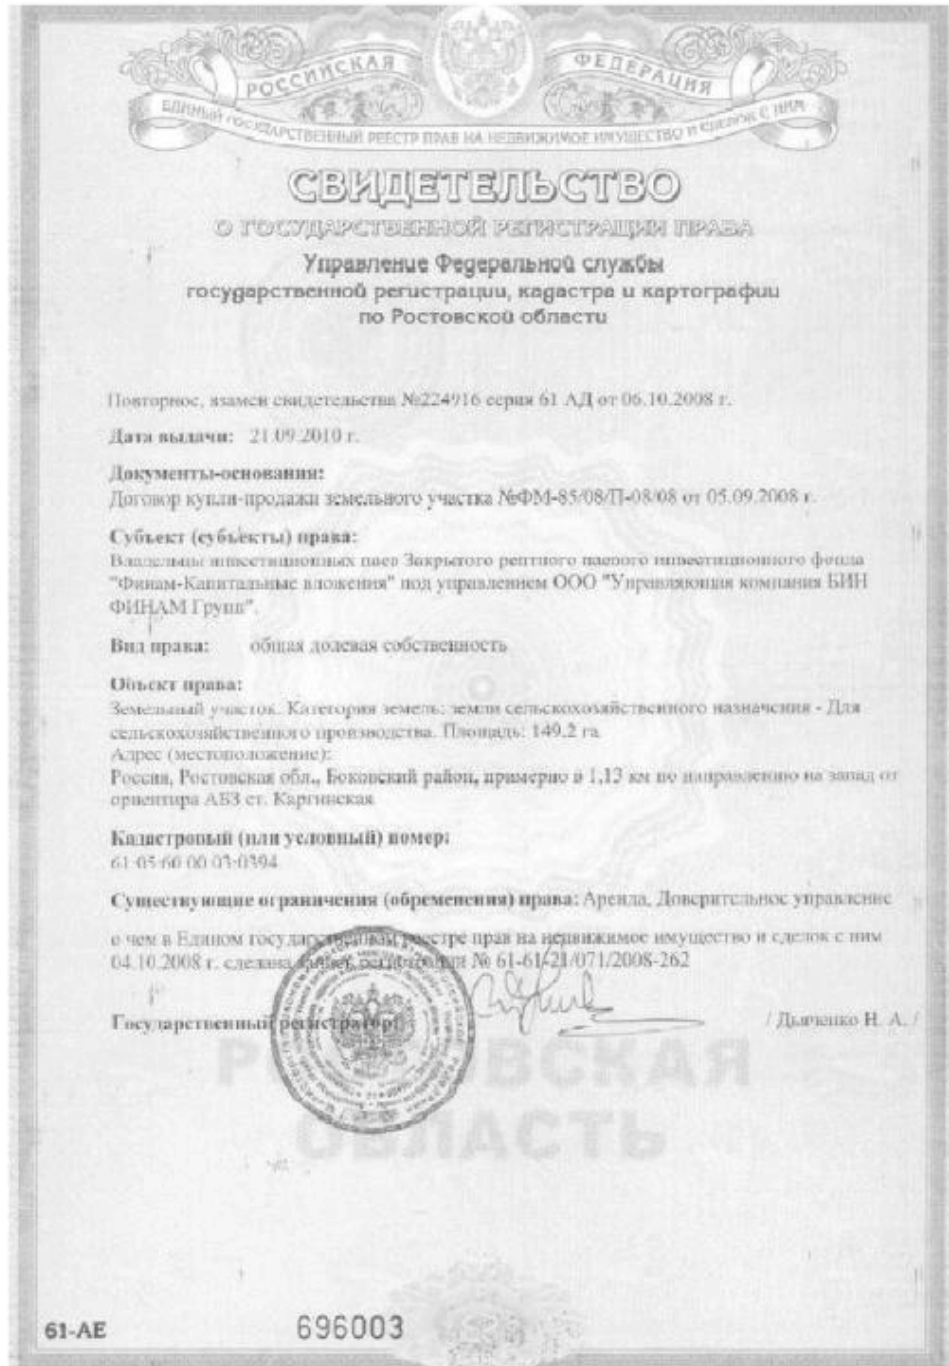 РОССИЙСКАЯ ФЕДЕРАЦИЯ
ЕДИНЫЙ ГОСУДАРСТВЕННЫЙ РЕЕСТР ПРАВ НА НЕДВИЖИМОЕ ИМУЩЕСТВО И СДЕЛОК С НИМ
СВИДЕТЕЛЬСТВО
О ГОСУДАРСТВЕННОЙ РЕГИСТРАЦИИ ПРАВА
Управление Федеральной службы
государственной регистрации, кадастра и картографии
по Ростовской области
Повторное, взамен свидетельства №224916 серия 61 АД от 06.10.2008 г.
Дата выдачи: 21.09.2010 г.
Документы-основания:
Договор купли-продажи земельного участка №ФМ-85/08/П-08/08 от 05.09.2008 г.
Субъект (субъекты) права:
Владельцы инвестиционных паев Закрытого рентного паевого инвестиционного фонда
"Финам-Капитальные вложения" под управлением ООО "Управляющая компания БИН
ФИНАМ Групп".
Вид права: общая долевая собственность
Объект права:
Земельный участок. Категория земель: земли сельскохозяйственного назначения - Для
сельскохозяйственного производства. Площадь: 149,2 га
Адрес (местоположение):
Россия, Ростовская обл., Боковский район, примерно в 1,13 км по направлению на запад от
ориентира АБЗ ст. Каргинская
Кадастровый (или условный) номер:
61:05:60 00 03:0394
Существующие ограничения (обременения) права: Аренда, Доверительное управление
о чем в Едином государственном реестре прав на недвижимое имущество и сделок с ним
04.10.2008 г. сделана запись регистрации № 61-61-21/071/2008-262
Государственный регистратор / Дьяченко Н. А. /
РОСТОВСКАЯ
ОБЛАСТЬ
61-АЕ 696003